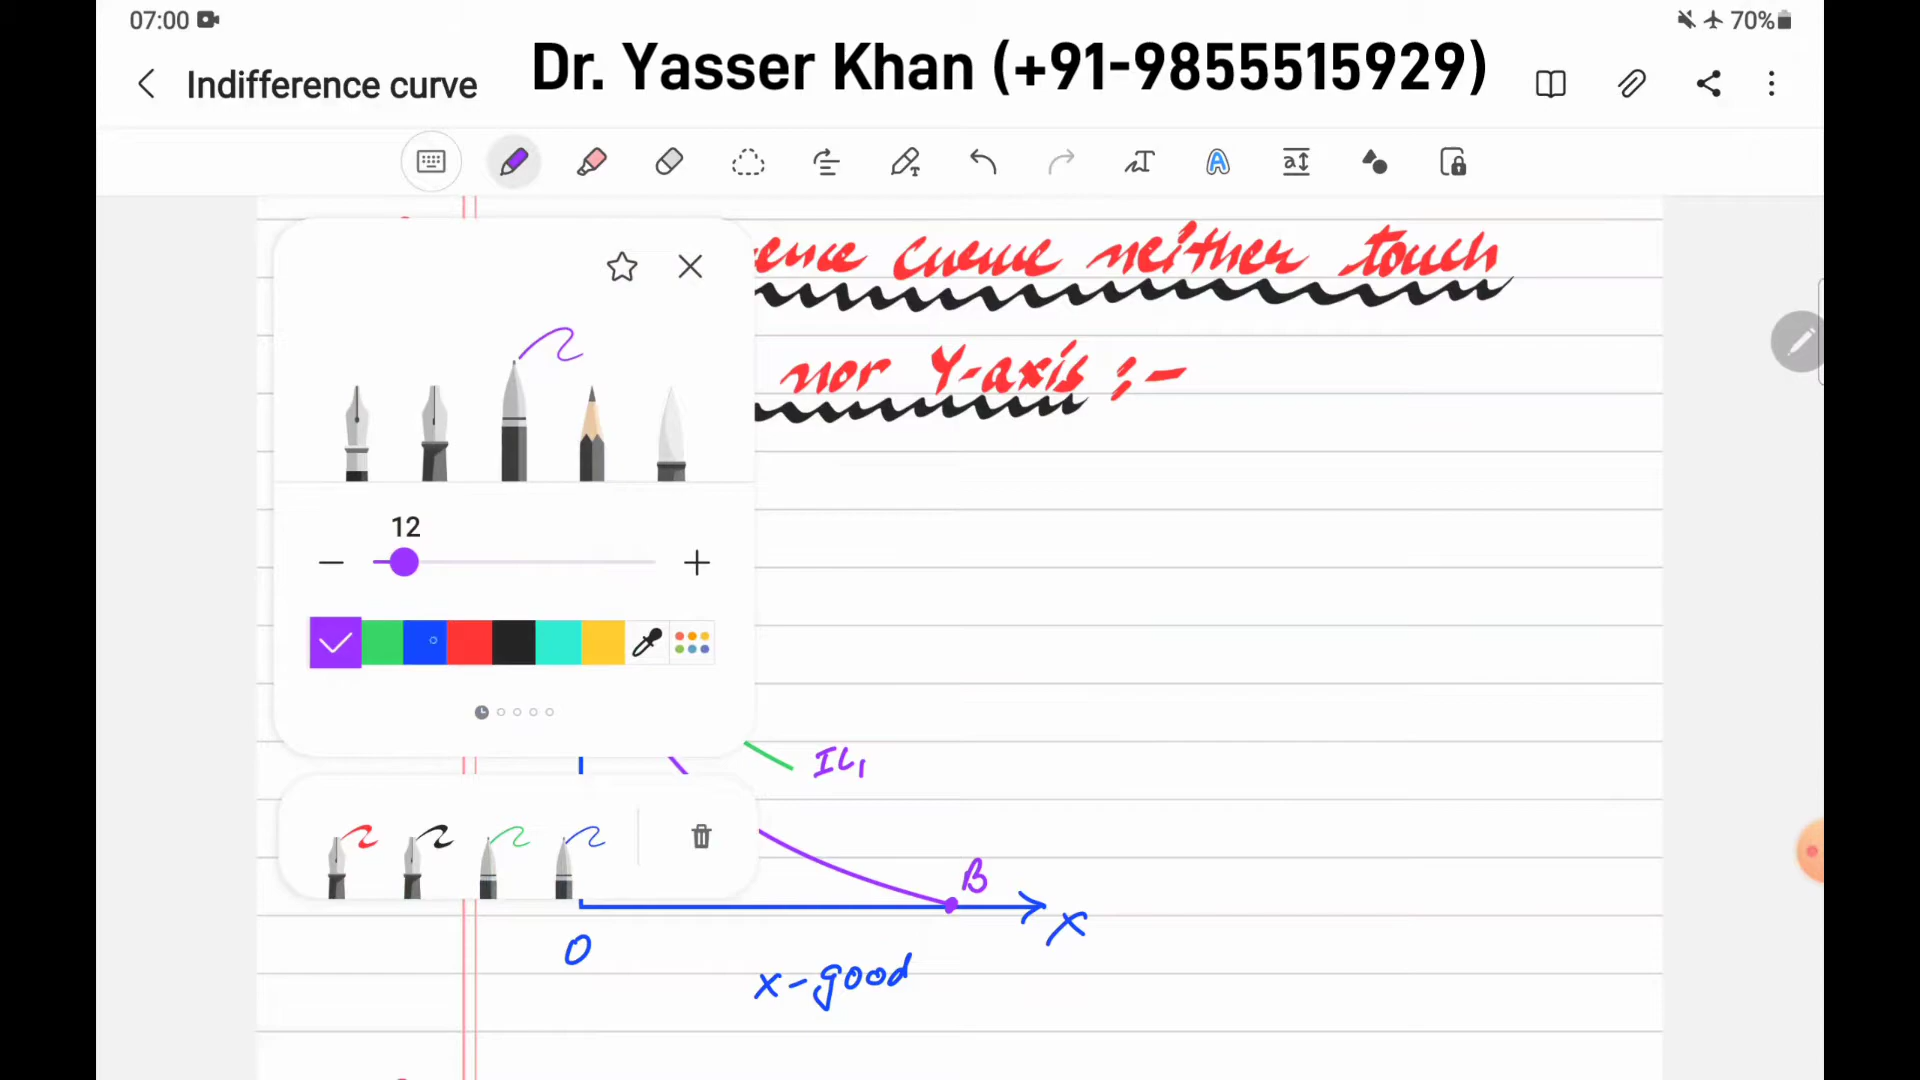 07:00
70%
Indifference curve
Dr. Yasser Khan (+91-9855515929)
ence curve neither touch
nor Y-axis :-
12
IC1
B
X
O
x-good